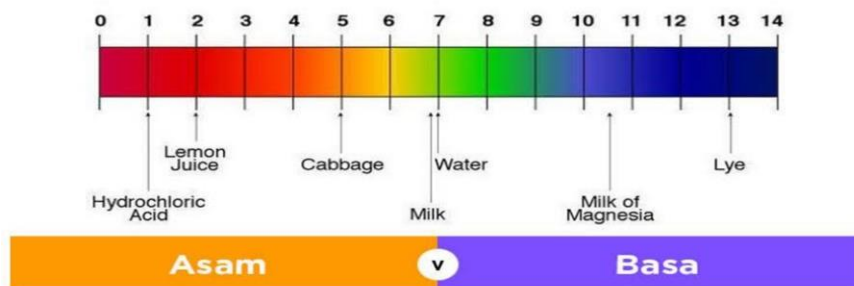 0 1 2 3 4 5 6 7 8 9 10 11 12 13 14
Lemon
Juice
Cabbage
Water
Lye
Hydrochloric
Acid
Milk
Milk of
Magnesia
Asam v Basa